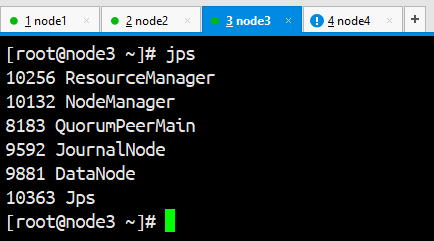 1 node1
2 node2
3 node3
4 node4
[root@node3 ~]# jps
10256 ResourceManager
10132 NodeManager
8183 QuorumPeerMain
9592 JournalNode
9881 DataNode
10363 Jps
[root@node3 ~]#